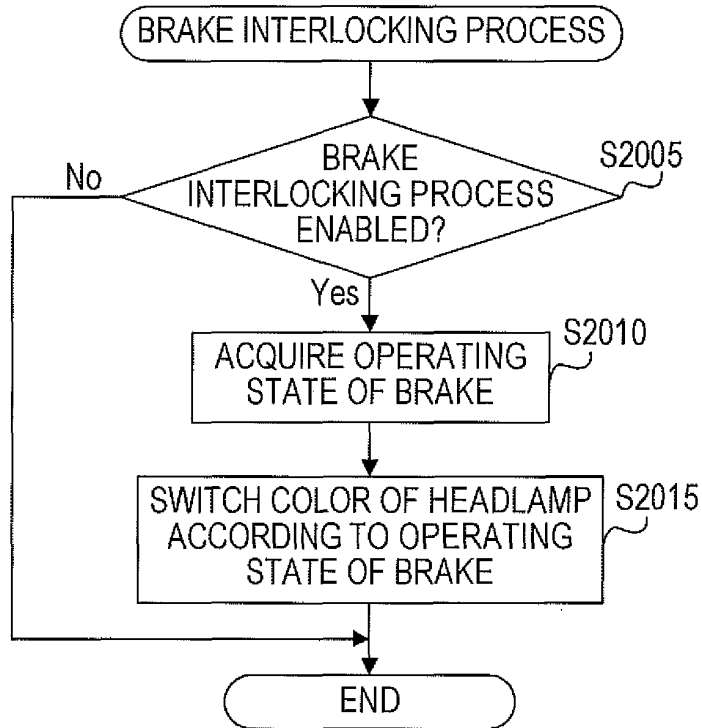 BRAKE INTERLOCKING PROCESS
BRAKE
INTERLOCKING PROCESS
ENABLED?
S2005
No
Yes
ACQUIRE OPERATING
STATE OF BRAKE
S2010
SWITCH COLOR OF HEADLAMP
ACCORDING TO OPERATING
STATE OF BRAKE
S2015
END